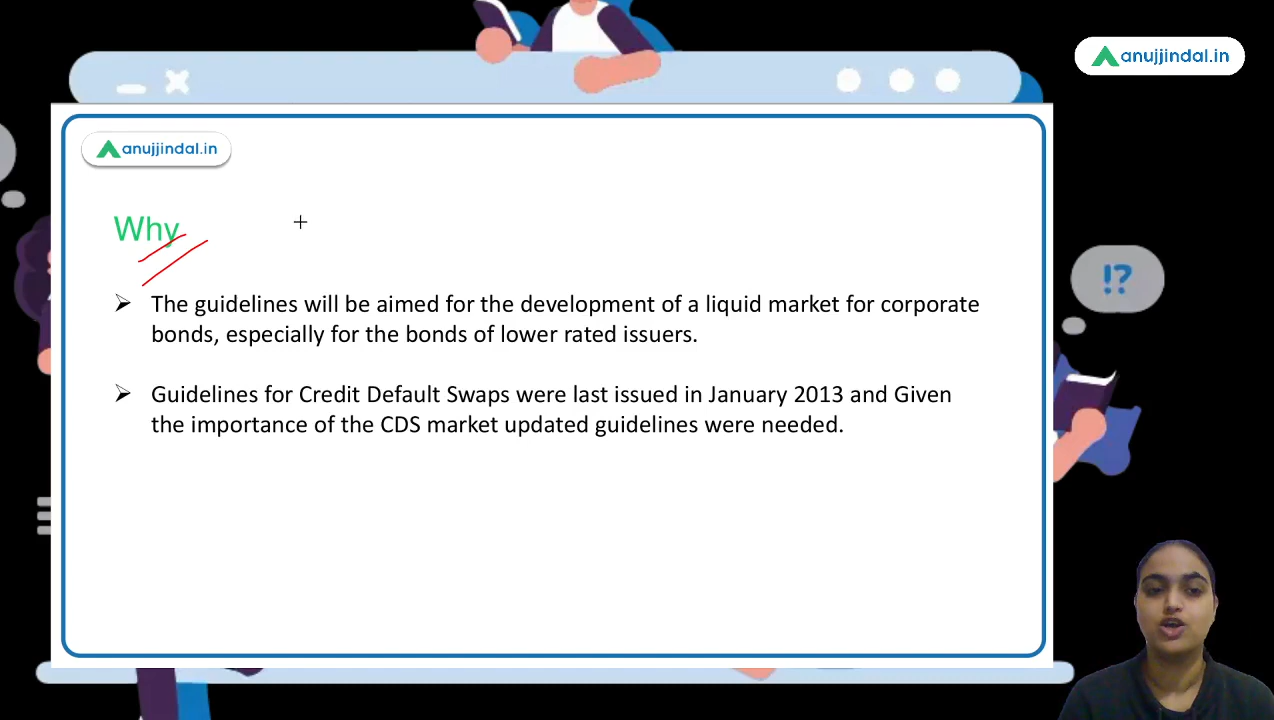 anujjindal.in
anujjindal.in
Why
!?
➢ The guidelines will be aimed for the development of a liquid market for corporate
bonds, especially for the bonds of lower rated issuers.
➢ Guidelines for Credit Default Swaps were last issued in January 2013 and Given
the importance of the CDS market updated guidelines were needed.